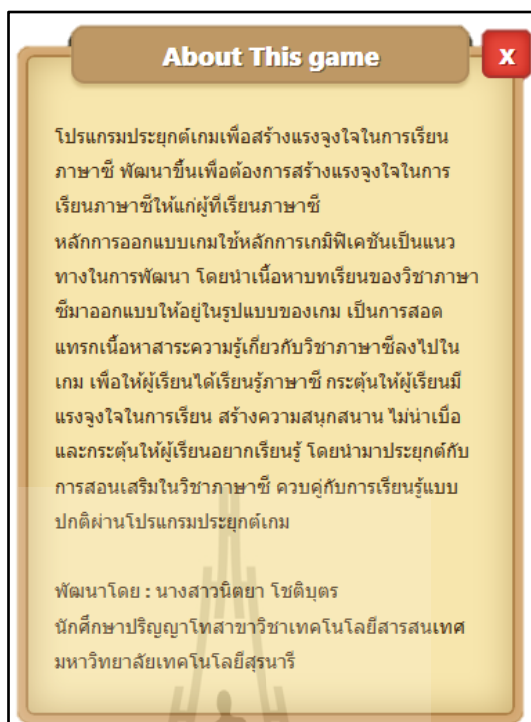 About This game
x
โปรแกรมประยุกต์เกมเพื่อสร้างแรงจูงใจในการเรียน
ภาษาซี พัฒนาขึ้นเพื่อต้องการสร้างแรงจูงใจในการ
เรียนภาษาซีให้แก่ผู้ที่เรียนภาษาซี
หลักการออกแบบเกมใช้หลักการเกมิฟิเคชันเป็นแนว
ทางในการพัฒนา โดยนำเนื้อหาบทเรียนของวิชาภาษา
ซีมาออกแบบให้อยู่ในรูปแบบของเกม เป็นการสอด
แทรกเนื้อหาสาระความรู้เกี่ยวกับวิชาภาษาซีลงไปใน
เกม เพื่อให้ผู้เรียนได้เรียนรู้ภาษาซี กระตุ้นให้ผู้เรียนมี
แรงจูงใจในการเรียน สร้างความสนุกสนาน ไม่น่าเบื่อ
และกระตุ้นให้ผู้เรียนอยากเรียนรู้ โดยนำมาประยุกต์กับ
การสอนเสริมในวิชาภาษาซี ควบคู่กับการเรียนรู้แบบ
ปกติผ่านโปรแกรมประยุกต์เกม
พัฒนาโดย : นางสาวนิตยา โชติบุตร
นักศึกษาปริญญาโทสาขาวิชาเทคโนโลยีสารสนเทศ
มหาวิทยาลัยเทคโนโลยีสุรนารี